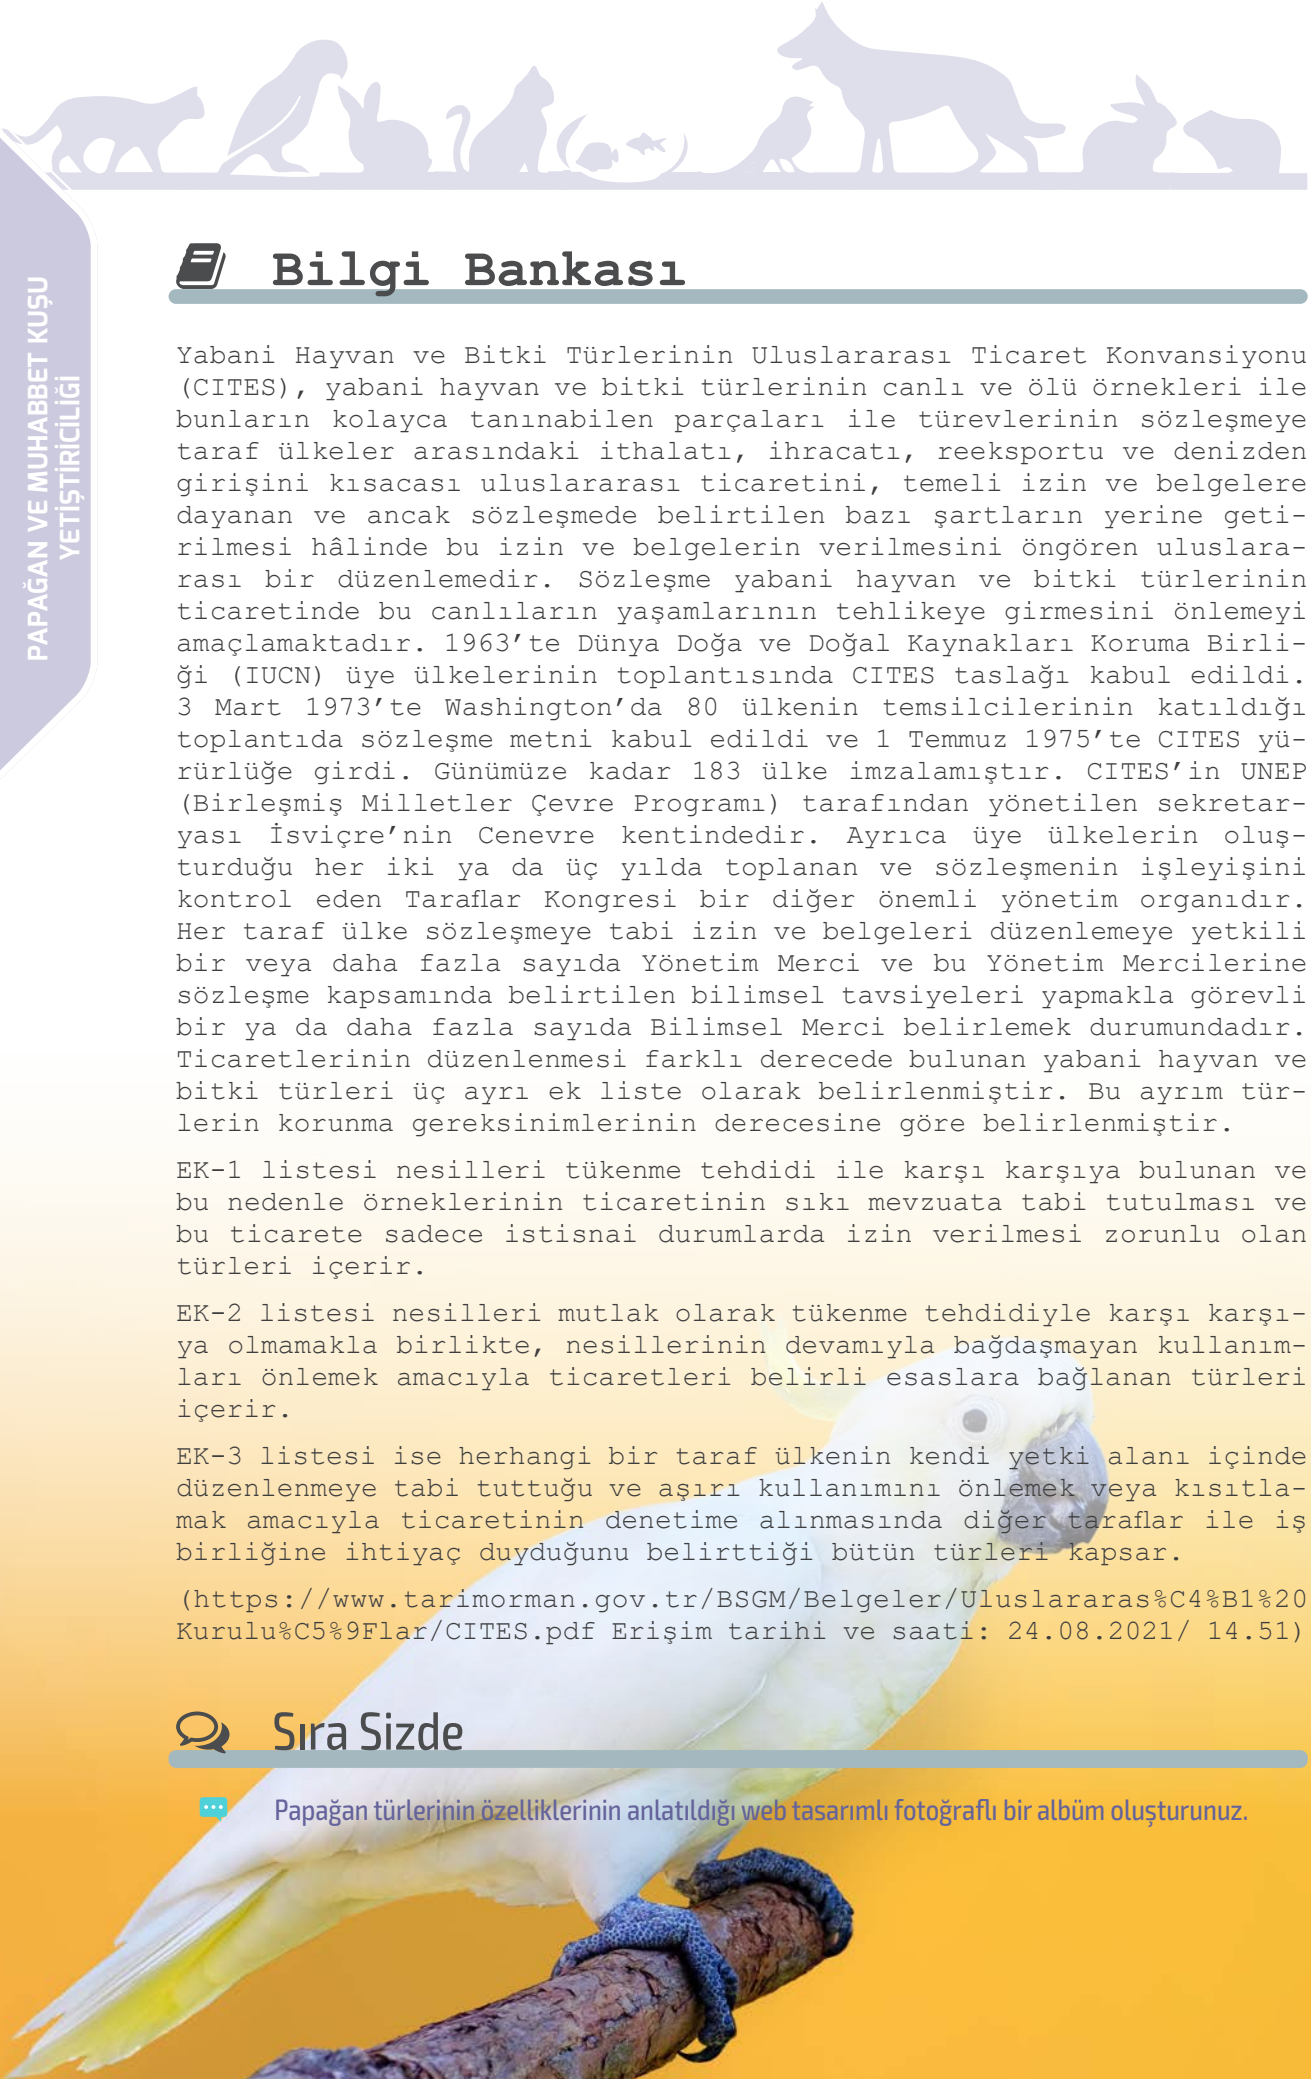 PAPAĞAN VE MUHABBET KUŞU
YETİŞTİRİCİLİĞİ
Bilgi Bankası
Yabani Hayvan ve Bitki Türlerinin Uluslararası Ticaret Konvansiyonu
(CITES), yabani hayvan ve bitki türlerinin canlı ve ölü örnekleri ile
bunların kolayca tanınabilen parçaları ile türevlerinin sözleşmeye
taraf ülkeler arasındaki ithalatı, ihracatı, reeksportu ve denizden
girişini kısacası uluslararası ticaretini, temeli izin ve belgelere
dayanan ve ancak sözleşmede belirtilen bazı şartların yerine geti-
rilmesi hâlinde bu izin ve belgelerin verilmesini öngören uluslara-
rası bir düzenlemedir. Sözleşme yabani hayvan ve bitki türlerinin
ticaretinde bu canlıların yaşamlarının tehlikeye girmesini önlemeyi
amaçlamaktadır. 1963’te Dünya Doğa ve Doğal Kaynakları Koruma Birli-
ği (IUCN) üye ülkelerinin toplantısında CITES taslağı kabul edildi.
3 Mart 1973’te Washington’da 80 ülkenin temsilcilerinin katıldığı
toplantıda sözleşme metni kabul edildi ve 1 Temmuz 1975’te CITES yü-
rürlüğe girdi. Günümüze kadar 183 ülke imzalamıştır. CITES’in UNEP
(Birleşmiş Milletler Çevre Programı) tarafından yönetilen sekretar-
yası İsviçre’nin Cenevre kentindedir. Ayrıca üye ülkelerin oluş-
turduğu her iki ya da üç yılda toplanan ve sözleşmenin işleyişini
kontrol eden Taraflar Kongresi bir diğer önemli yönetim organıdır.
Her taraf ülke sözleşmeye tabi izin ve belgeleri düzenlemeye yetkili
bir veya daha fazla sayıda Yönetim Merci ve bu Yönetim Mercilerine
sözleşme kapsamında belirtilen bilimsel tavsiyeleri yapmakla görevli
bir ya da daha fazla sayıda Bilimsel Merci belirlemek durumundadır.
Ticaretlerinin düzenlenmesi farklı derecede bulunan yabani hayvan ve
bitki türleri üç ayrı ek liste olarak belirlenmiştir. Bu ayrım tür-
lerin korunma gereksinimlerinin derecesine göre belirlenmiştir.
EK-1 listesi nesilleri tükenme tehdidi ile karşı karşıya bulunan ve
bu nedenle örneklerinin ticaretinin sıkı mevzuata tabi tutulması ve
bu ticarete sadece istisnai durumlarda izin verilmesi zorunlu olan
türleri içerir.
EK-2 listesi nesilleri mutlak olarak tükenme tehdidiyle karşı karşı-
ya olmamakla birlikte, nesillerinin devamıyla bağdaşmayan kullanım-
ları önlemek amacıyla ticaretleri belirli esaslara bağlanan türleri
içerir.
EK-3 listesi ise herhangi bir taraf ülkenin kendi yetki alanı içinde
düzenlenmeye tabi tuttuğu ve aşırı kullanımını önlemek veya kısıtla-
mak amacıyla ticaretinin denetime alınmasında diğer taraflar ile iş
birliğine ihtiyaç duyduğunu belirttiği bütün türleri kapsar.
(https://www.tarimorman.gov.tr/BSGM/Belgeler/Uluslararas%C4%B1%20
Kurulu%C5%9Flar/CITES.pdf Erişim tarihi ve saati: 24.08.2021/ 14.51)
Sıra Sizde
Papağan türlerinin özelliklerinin anlatıldığı web tasarımlı fotoğraflı bir albüm oluşturunuz.